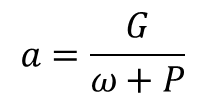 a = G / (ω + P)